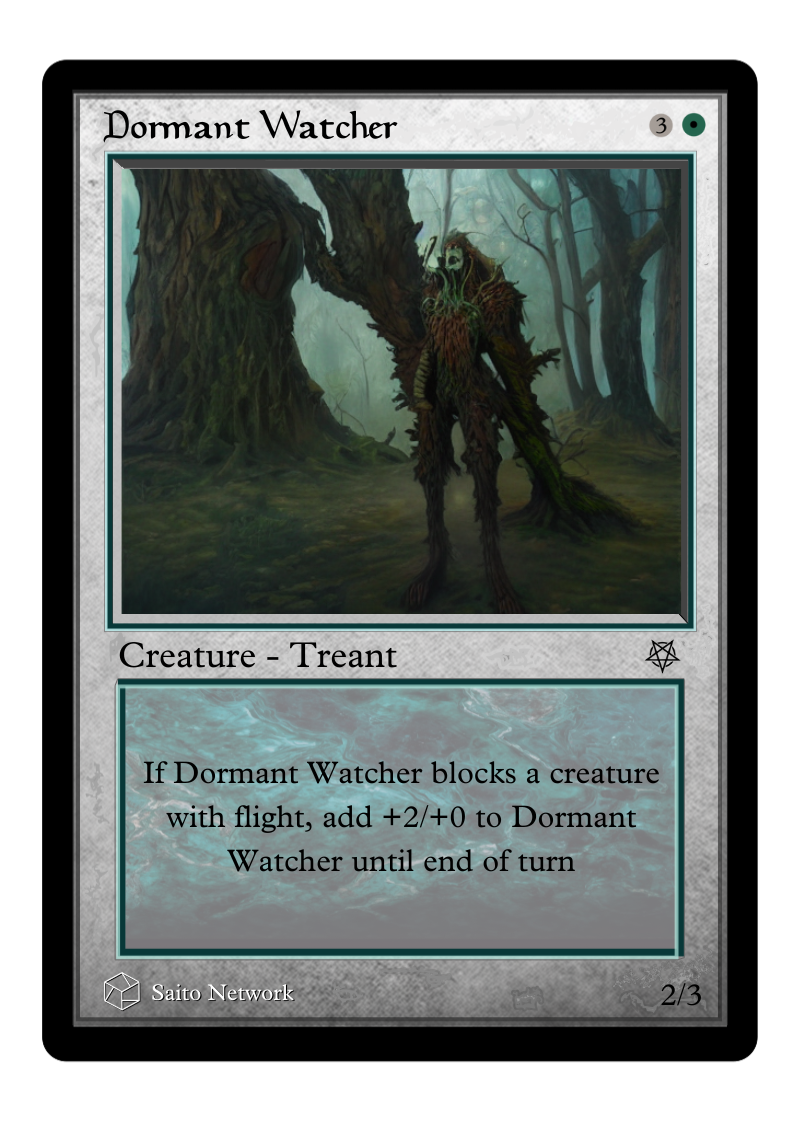 Dormant Watcher 3
Creature - Treant
If Dormant Watcher blocks a creature
with flight, add +2/+0 to Dormant
Watcher until end of turn
Saito Network 2/3